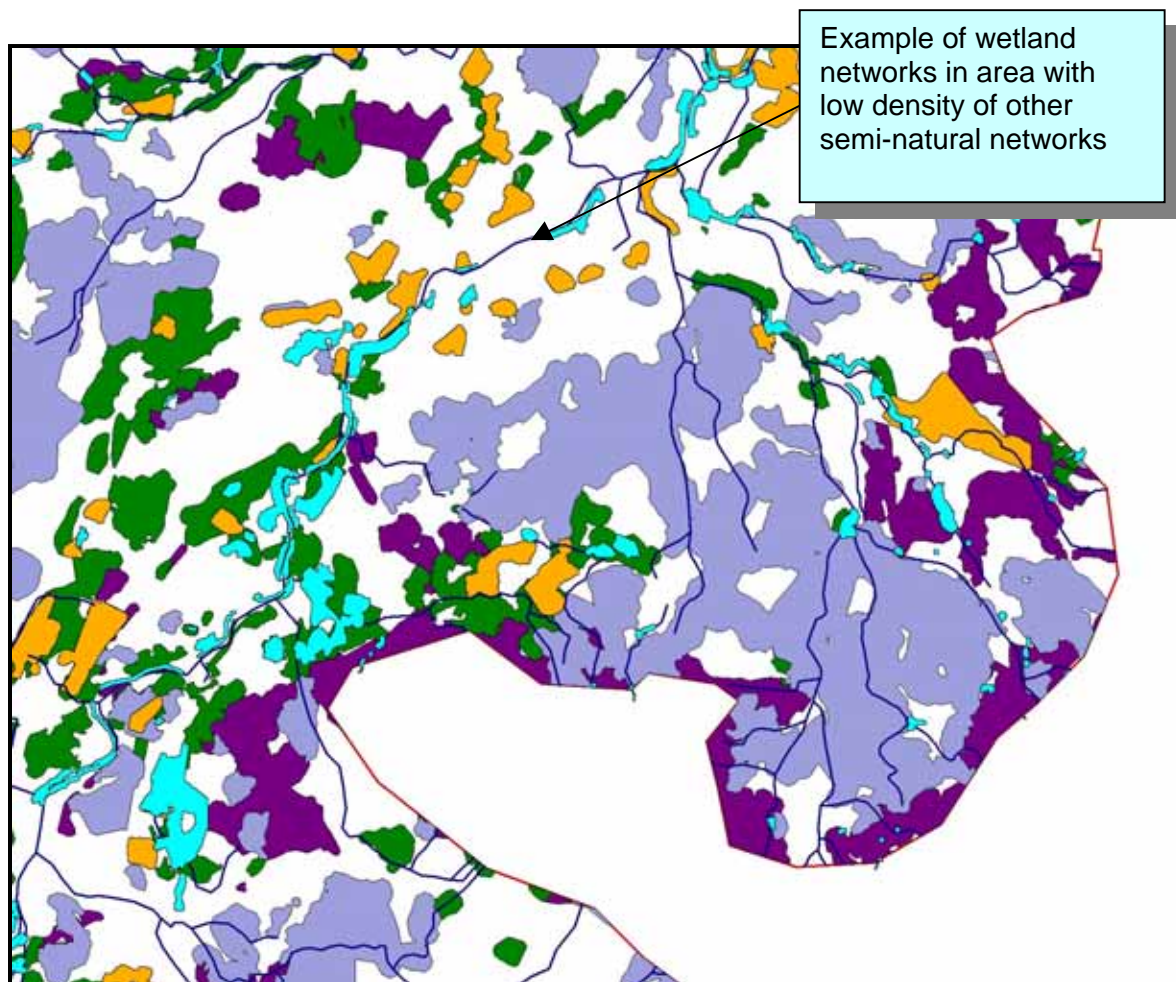 Example of wetland
networks in area with
low density of other
semi-natural networks